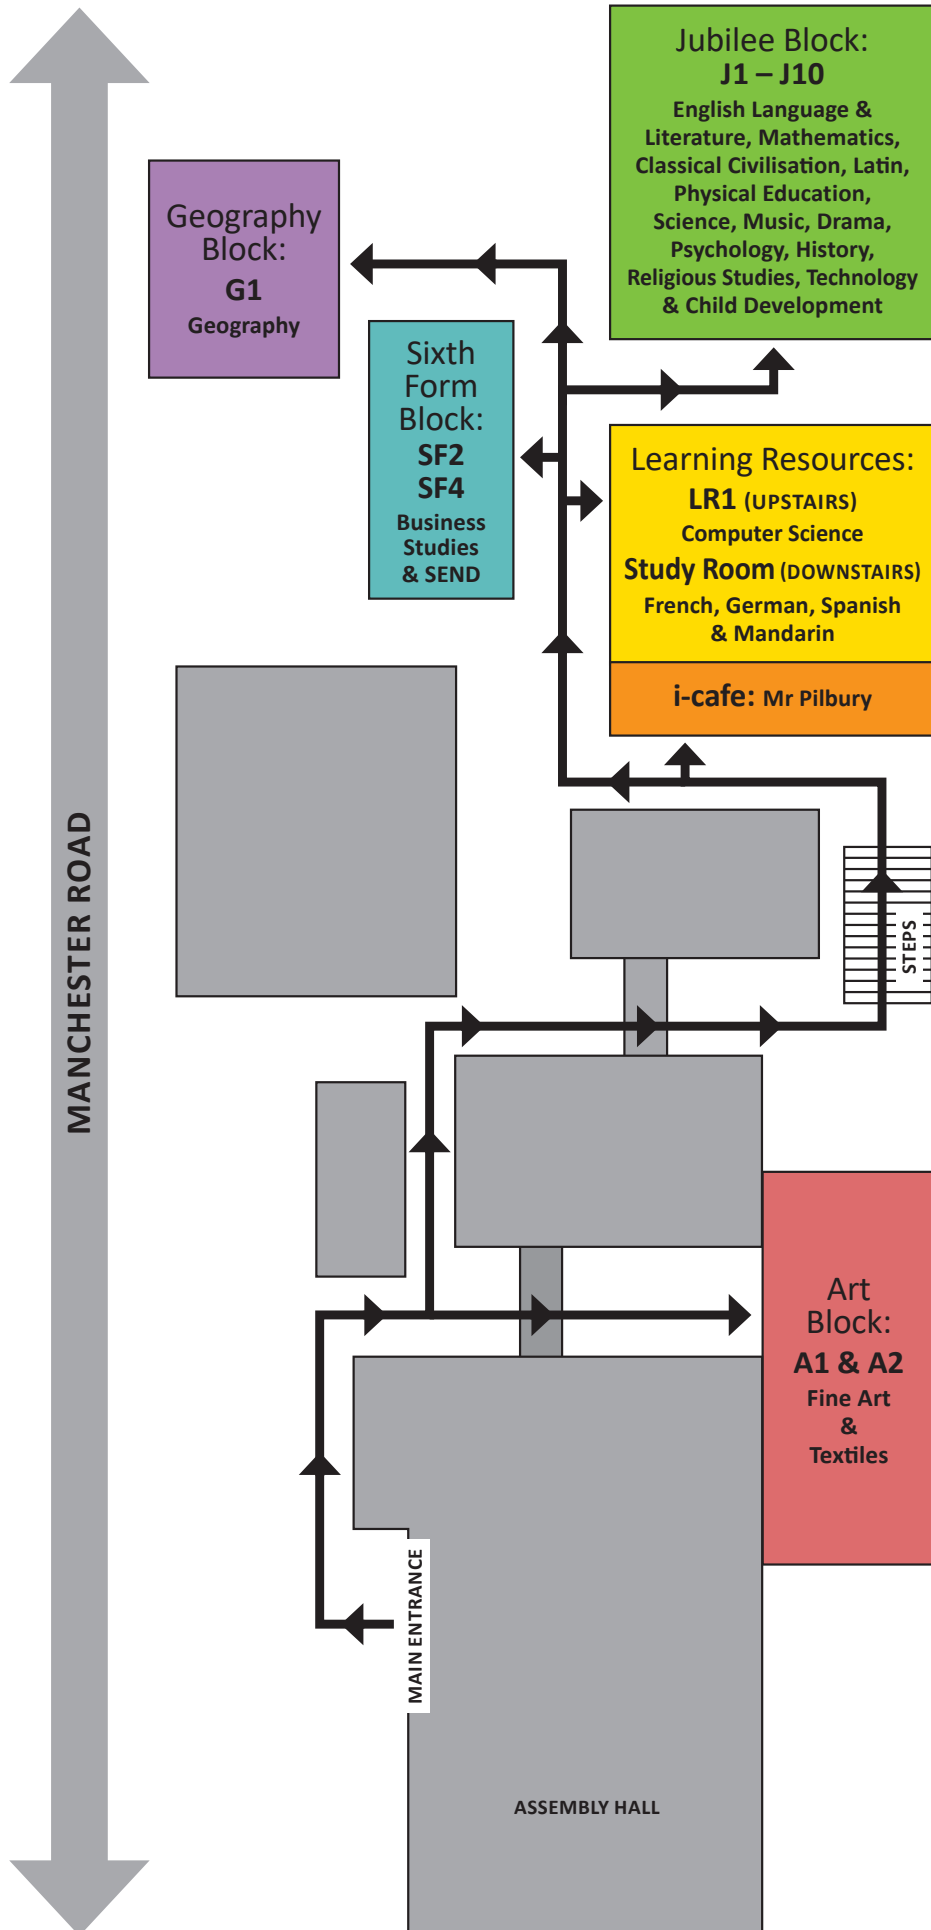 Jubilee Block:
J1 – J10
English Language &
Literature, Mathematics,
Classical Civilisation, Latin,
Physical Education,
Science, Music, Drama,
Psychology, History,
Religious Studies, Technology
& Child Development
Geography
Block:
G1
Geography
Sixth
Form
Block:
SF2
SF4
Business
Studies
& SEND
Learning Resources:
LR1 (UPSTAIRS)
Computer Science
Study Room (DOWNSTAIRS)
French, German, Spanish
& Mandarin
i-cafe: Mr Pilbury
MANCHESTER ROAD
STEPS
Art
Block:
A1 & A2
Fine Art
&
Textiles
MAIN ENTRANCE
ASSEMBLY HALL